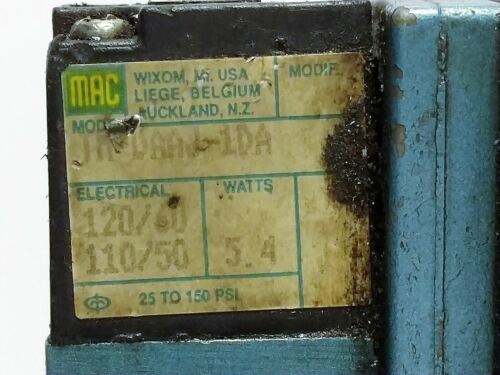 MAC
WIXOM, MI. USA
LIEGE, BELGIUM
AUCKLAND, N.Z.
MODIF.
ELECTRICAL
120/60
110/50
WATTS
5.4
25 TO 150 PSI